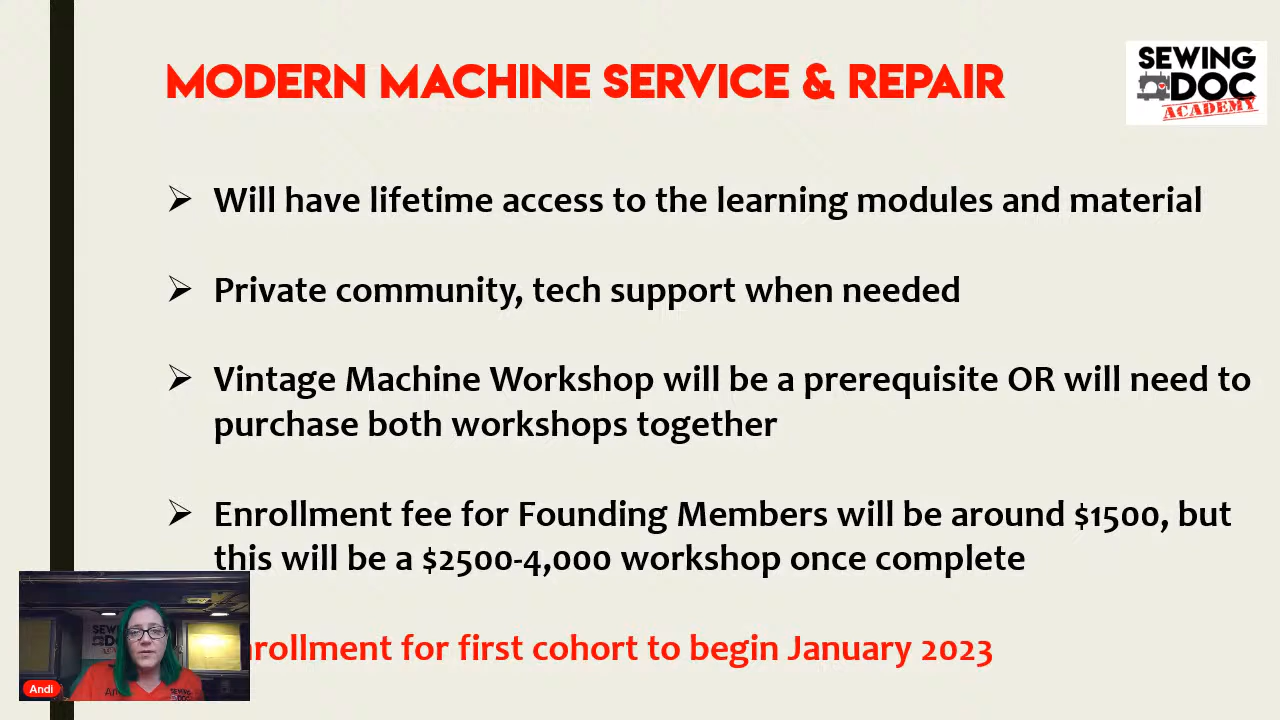 MODERN MACHINE SERVICE & REPAIR
SEWING
DOC
ACADEMY
Will have lifetime access to the learning modules and material
Private community, tech support when needed
Vintage Machine Workshop will be a prerequisite OR will need to
purchase both workshops together
Enrollment fee for Founding Members will be around $1500, but
this will be a $2500-4,000 workshop once complete
nrollment for first cohort to begin January 2023
SEWING
DOC
Andi